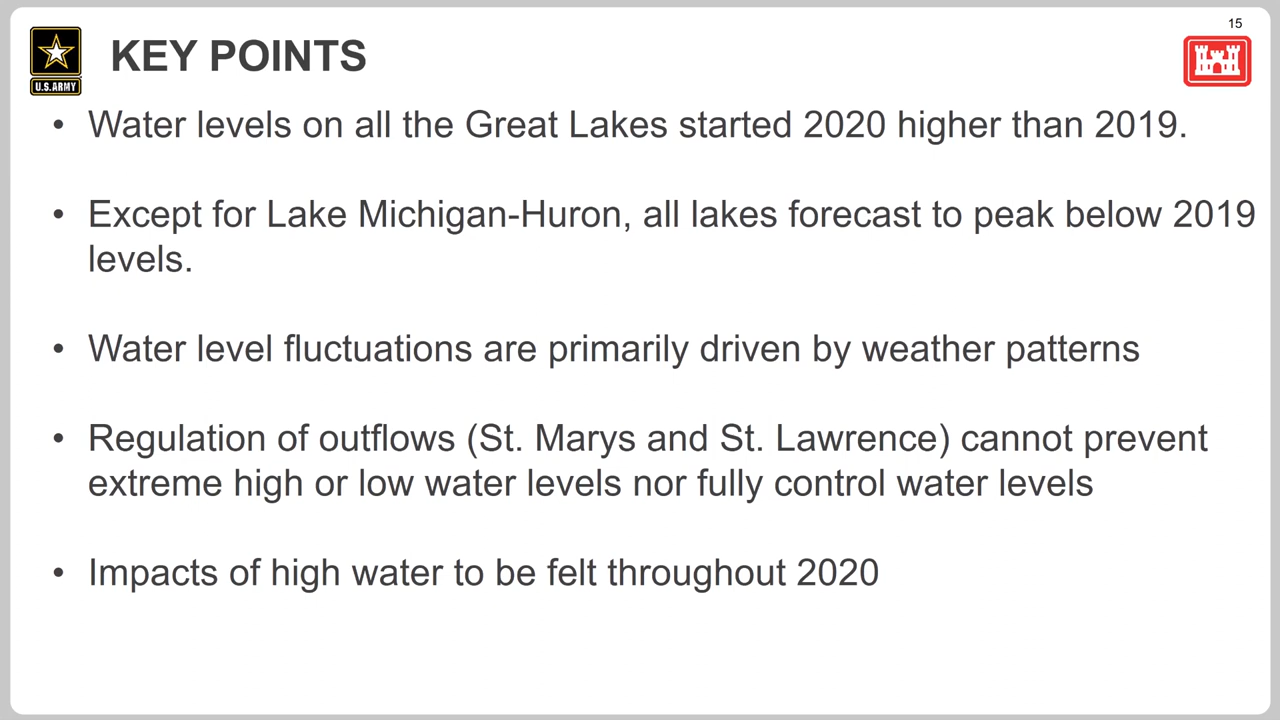 15
U.S.ARMY
KEY POINTS
• Water levels on all the Great Lakes started 2020 higher than 2019.
• Except for Lake Michigan-Huron, all lakes forecast to peak below 2019
levels.
• Water level fluctuations are primarily driven by weather patterns
• Regulation of outflows (St. Marys and St. Lawrence) cannot prevent
extreme high or low water levels nor fully control water levels
• Impacts of high water to be felt throughout 2020